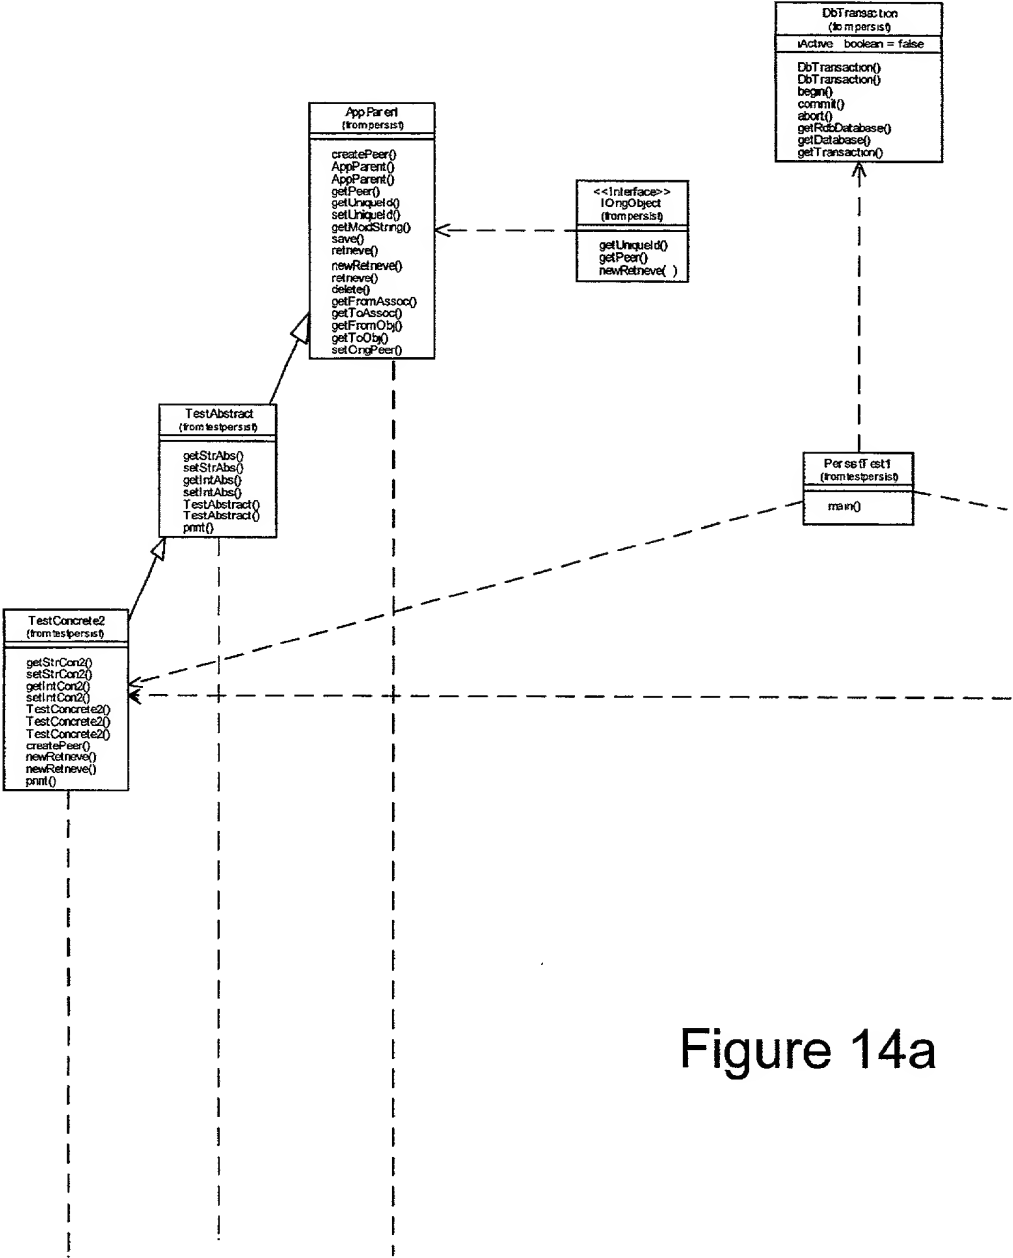 DbTransaction
(from persist)
iActive boolean = false
DbTransaction()
DbTransaction()
begin()
commit()
abort()
getRdbDatabase()
getDatabase()
getTransaction()
AppParent
(from persist)
createPeer()
AppParent()
AppParent()
getPeer()
getUniqueId()
setUniqueId()
getModString()
save()
retrieve()
newRetrieve()
retrieve()
delete()
getFromAssoc()
getToAssoc()
getFromObj()
getToObj()
setOrigPeer()
<<Interface>>
IOrigObject
(from persist)
getUniqueId()
getPeer()
newRetrieve( )
TestAbstract
(from testpersist)
getStrAbs()
setStrAbs()
getIntAbs()
setIntAbs()
TestAbstract()
TestAbstract()
print()
PersistTest1
(from testpersist)
main()
TestConcrete2
(from testpersist)
getStrCon2()
setStrCon2()
getIntCon2()
setIntCon2()
TestConcrete2()
TestConcrete2()
TestConcrete2()
createPeer()
newRetrieve()
newRetrieve()
print()
Figure 14a